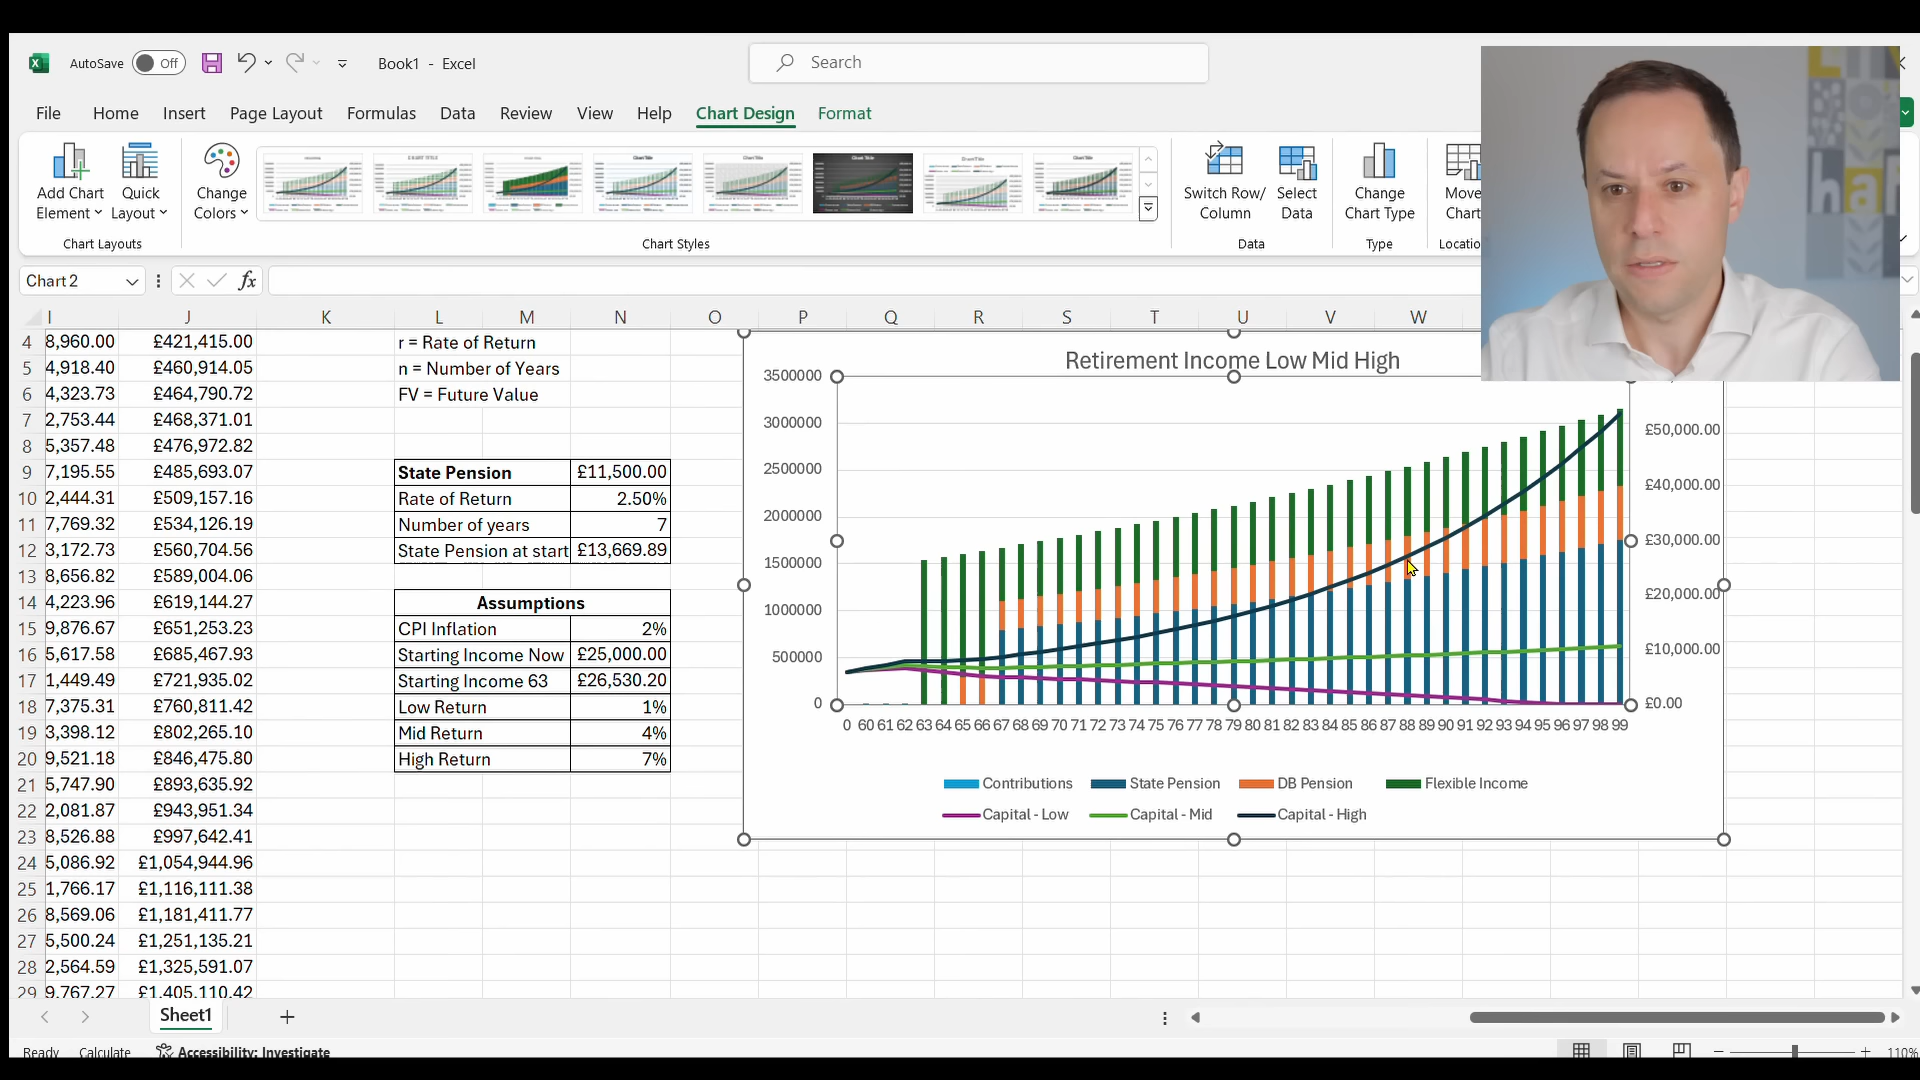 AutoSave Off Book1 - Excel Search
File Home Insert Page Layout Formulas Data Review View Help Chart Design Format
Add Chart Element Quick Layout Change Colors Switch Row/ Column Select Data Change Chart Type Move Chart
Chart Layouts Chart Styles Data Type Locatio
Chart 2 fx
I J K L M N O P Q R S T U V W
4 8,960.00 £421,415.00 r = Rate of Return
5 4,918.40 £460,914.05 n = Number of Years
6 4,323.73 £464,790.72 FV = Future Value
7 2,753.44 £468,371.01
8 5,357.48 £476,972.82
9 7,195.55 £485,693.07 State Pension £11,500.00
10 2,444.31 £509,157.16 Rate of Return 2.50%
11 7,769.32 £534,126.19 Number of years 7
12 3,172.73 £560,704.56 State Pension at start £13,669.89
13 8,656.82 £589,004.06
14 4,223.96 £619,144.27 Assumptions
15 9,876.67 £651,253.23 CPI Inflation 2%
16 5,617.58 £685,467.93 Starting Income Now £25,000.00
17 1,449.49 £721,935.02 Starting Income 63 £26,530.20
18 7,375.31 £760,811.42 Low Return 1%
19 3,398.12 £802,265.10 Mid Return 4%
20 9,521.18 £846,475.80 High Return 7%
21 5,747.90 £893,635.92
22 2,081.87 £943,951.34
23 8,526.88 £997,642.41
24 5,086.92 £1,054,944.96
25 1,766.17 £1,116,111.38
26 8,569.06 £1,181,411.77
27 5,500.24 £1,251,135.21
28 2,564.59 £1,325,591.07
29 9,767.27 £1,405,110.42
Retirement Income Low Mid High
3500000
3000000 £50,000.00
2500000 £40,000.00
2000000
1500000 £30,000.00
1000000 £20,000.00
500000 £10,000.00
0 £0.00
0 60 61 62 63 64 65 66 67 68 69 70 71 72 73 74 75 76 77 78 79 80 81 82 83 84 85 86 87 88 89 90 91 92 93 94 95 96 97 98 99
Contributions State Pension DB Pension Flexible Income
Capital - Low Capital - Mid Capital - High
Sheet1
Ready Calculate Accessibility: Investigate 110%